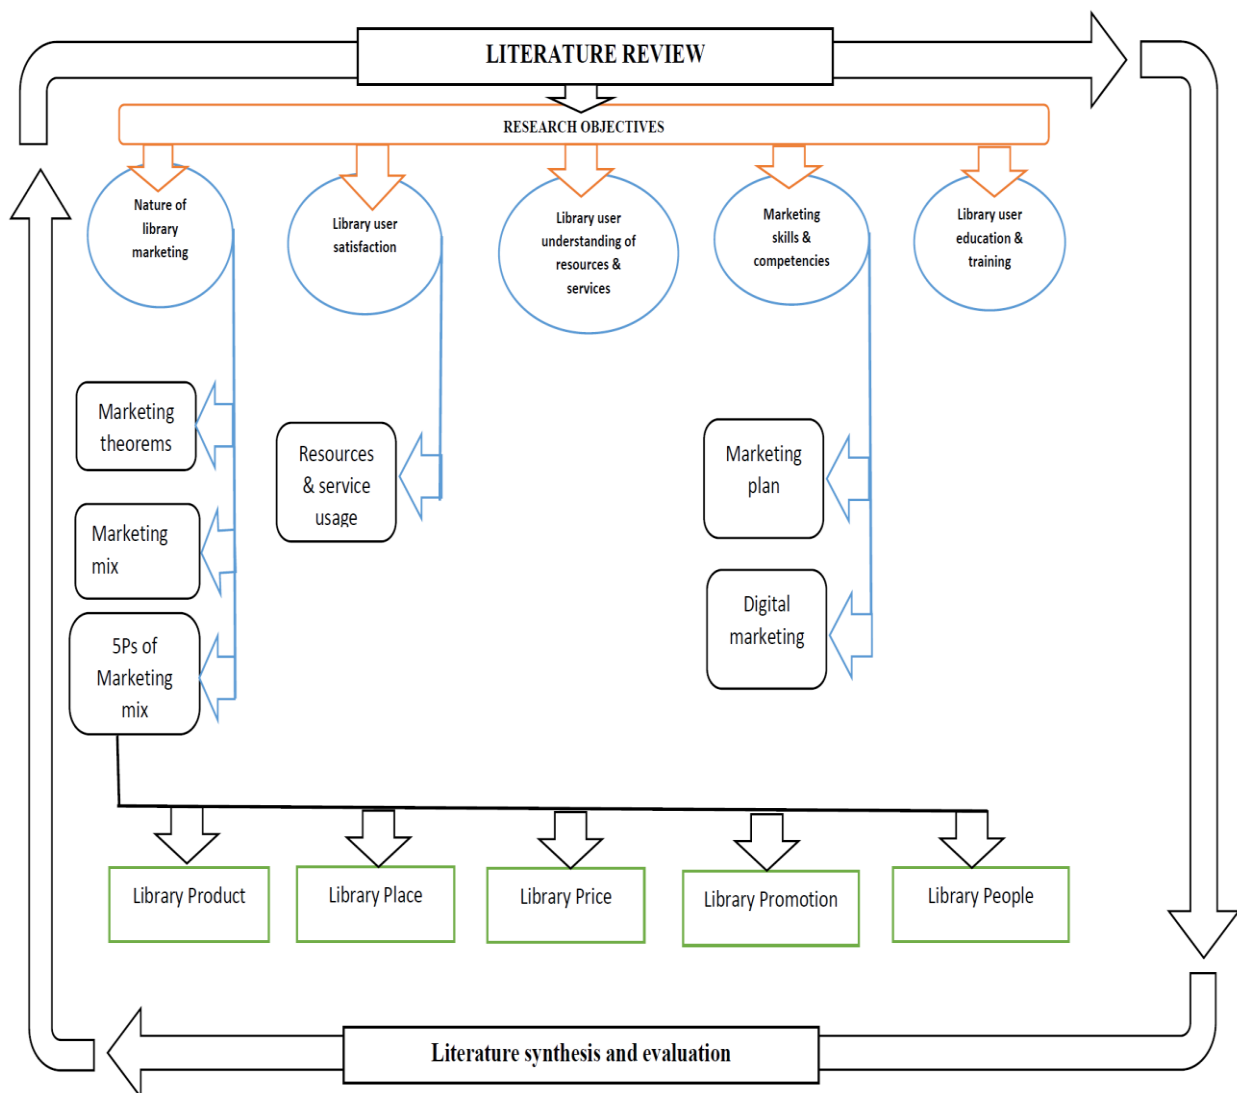 LITERATURE REVIEW
RESEARCH OBJECTIVES
Nature of
library
marketing
Library user
satisfaction
Library user
understanding of
resources &
services
Marketing
skills &
competencies
Library user
education &
training
Marketing
theorems
Resources
& service
usage
Marketing
plan
Marketing
mix
Digital
marketing
5Ps of
Marketing
mix
Library Product
Library Place
Library Price
Library Promotion
Library People
Literature synthesis and evaluation